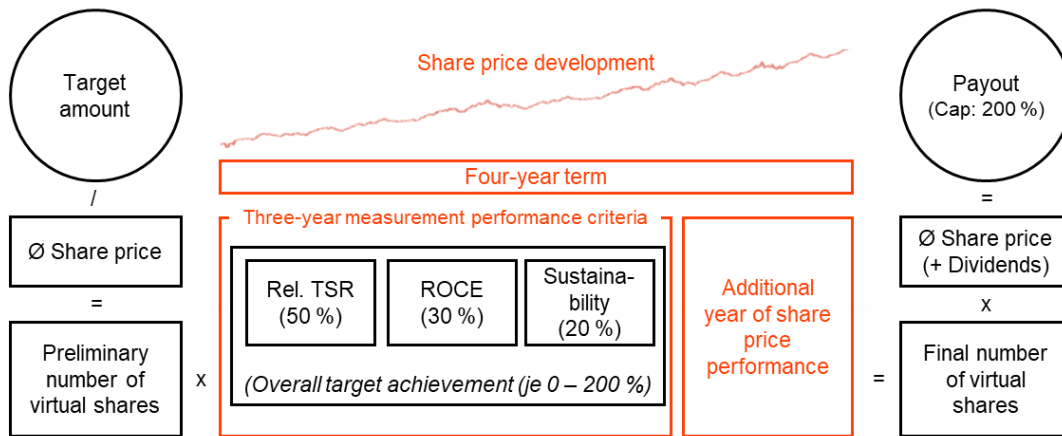 Target
amount
/
Ø Share price
=
Preliminary
number of
virtual shares
x
Share price development
Four-year term
Three-year measurement performance criteria
Rel. TSR
(50 %)
ROCE
(30 %)
Sustaina-
bility
(20 %)
(Overall target achievement (je 0 – 200 %)
Additional
year of share
price
performance
=
Payout
(Cap: 200 %)
=
Ø Share price
(+ Dividends)
x
Final number
of virtual
shares